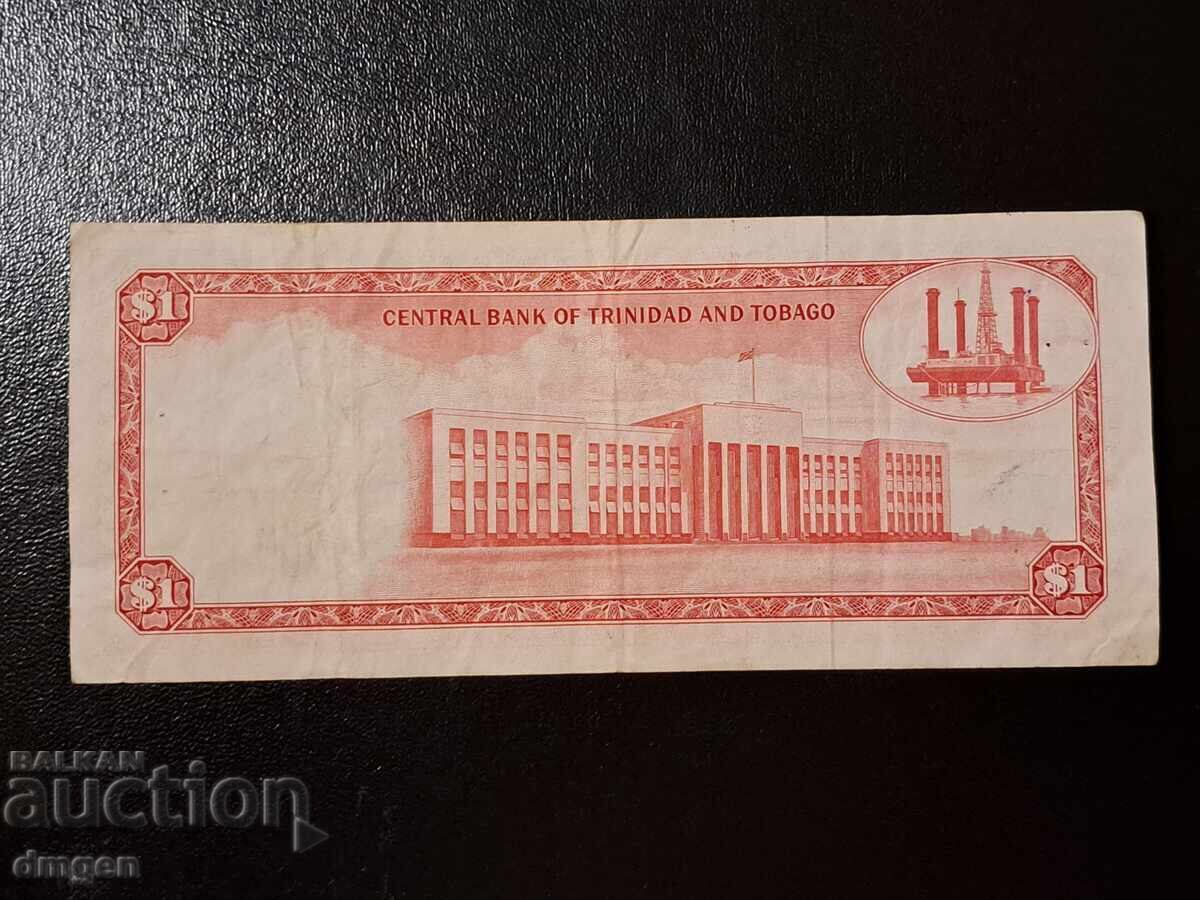 $1
CENTRAL BANK OF TRINIDAD AND TOBAGO
$1
$1
BALKAN
auction
dmgen